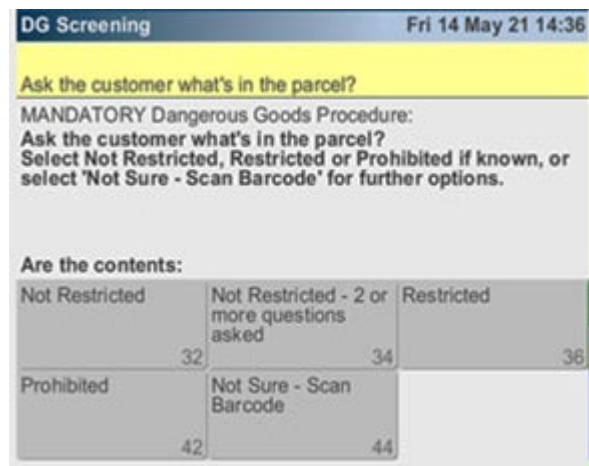 DG Screening Fri 14 May 21 14:36
Ask the customer what's in the parcel?
MANDATORY Dangerous Goods Procedure:
Ask the customer what's in the parcel?
Select Not Restricted, Restricted or Prohibited if known, or
select 'Not Sure - Scan Barcode' for further options.
Are the contents:
Not Restricted
32
Not Restricted - 2 or
more questions
asked
34
Restricted
36
Prohibited
42
Not Sure - Scan
Barcode
44